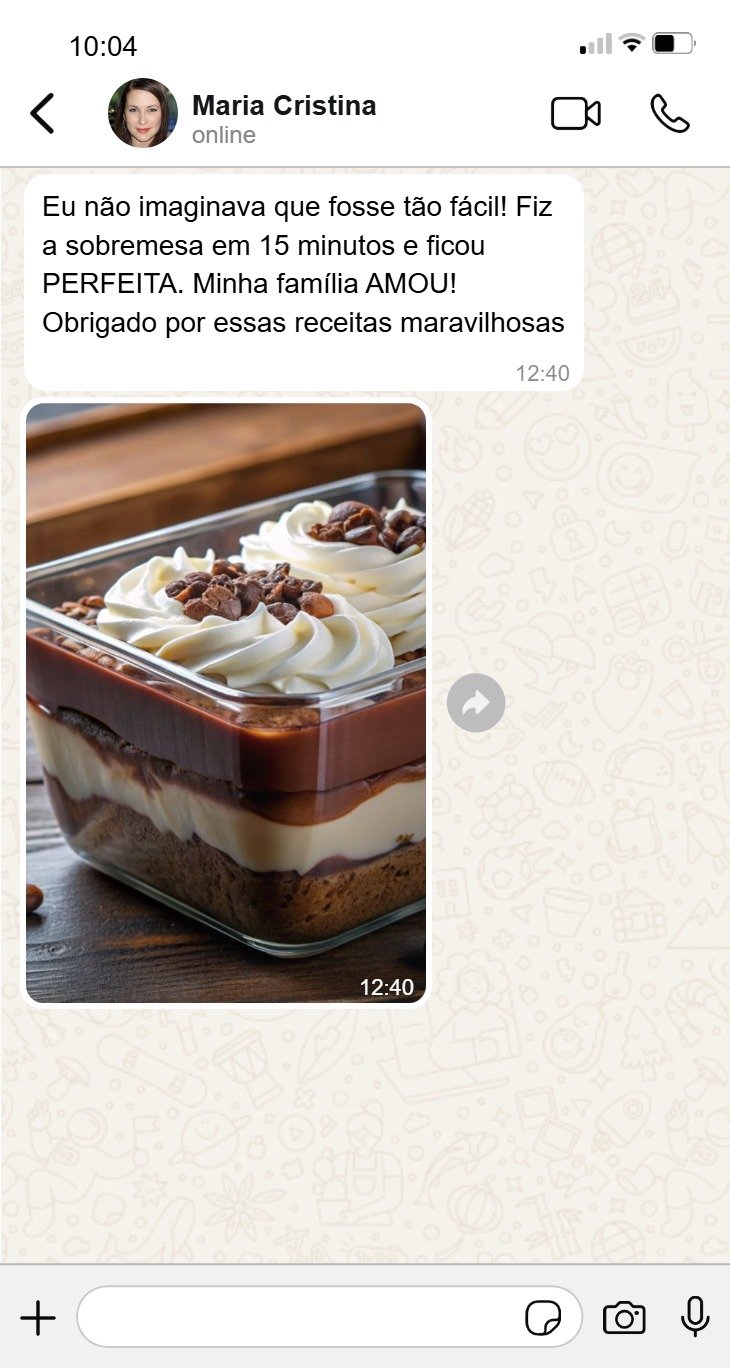 10:04
Maria Cristina
online
Eu não imaginava que fosse tão fácil! Fiz
a sobremesa em 15 minutos e ficou
PERFEITA. Minha família AMOU!
Obrigado por essas receitas maravilhosas
12:40
12:40